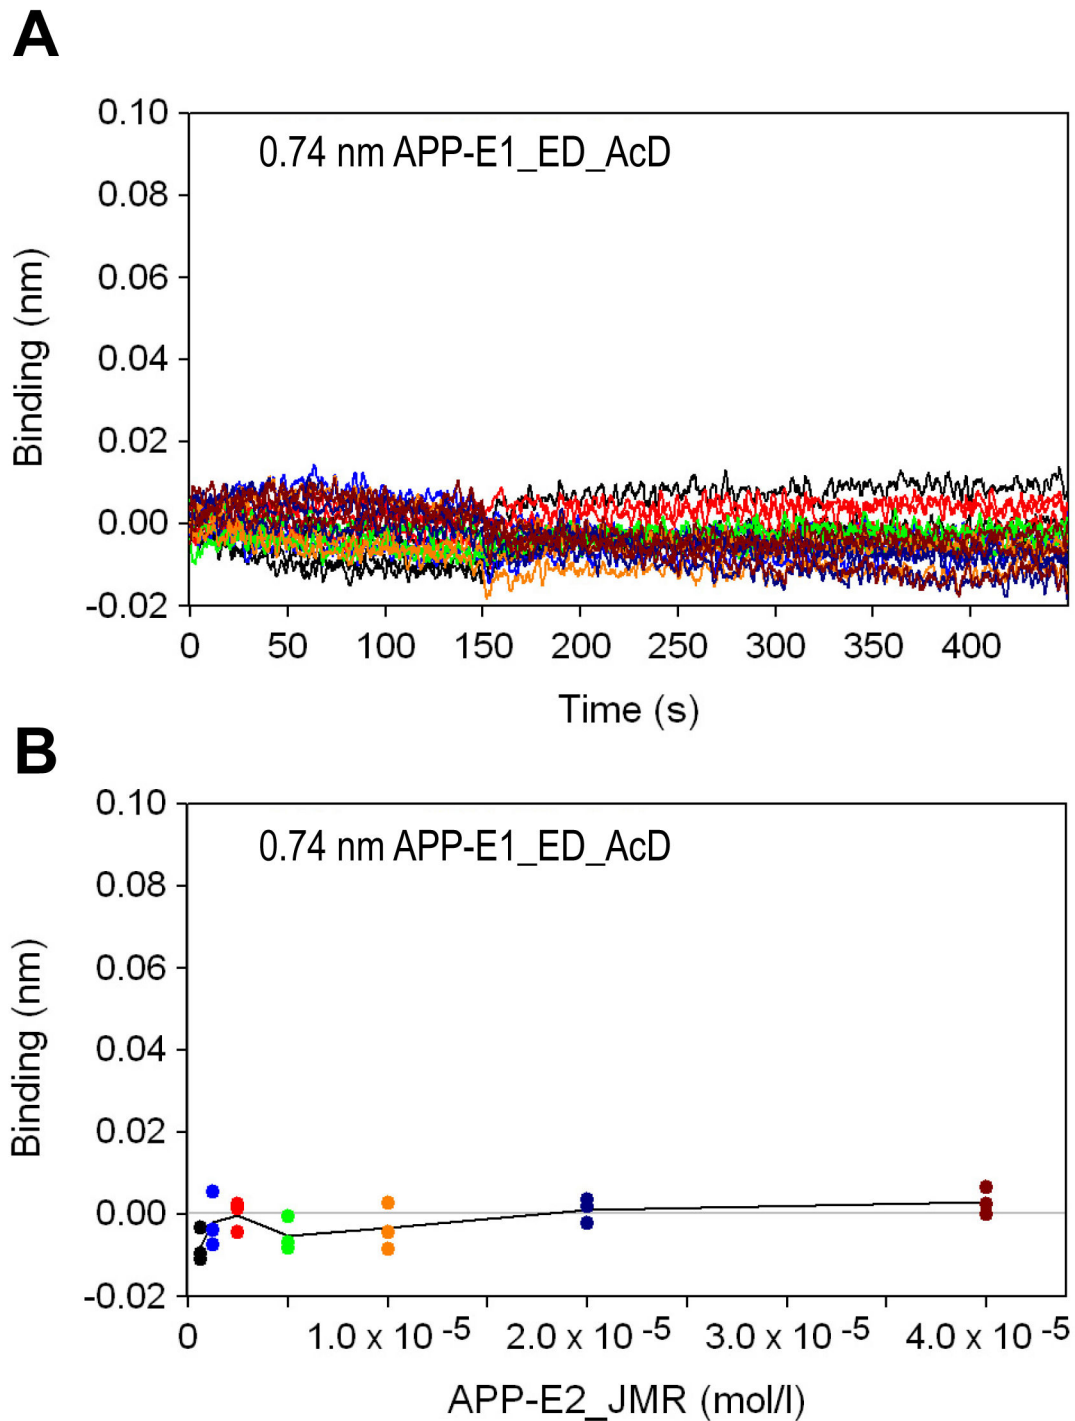 A
0.10
0.74 nm APP-E1_ED_AcD
0.08
0.06
0.04
0.02
0.00
-0.02
Binding (nm)
0 50 100 150 200 250 300 350 400
Time (s)
B
0.10
0.74 nm APP-E1_ED_AcD
0.08
0.06
0.04
0.02
0.00
-0.02
Binding (nm)
0 1.0 x 10 -5 2.0 x 10 -5 3.0 x 10 -5 4.0 x 10 -5
APP-E2_JMR (mol/l)